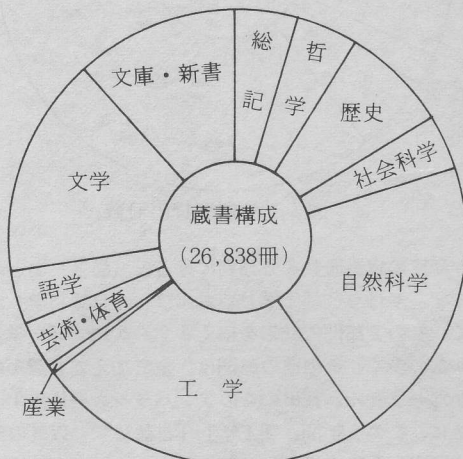 総記
哲学
歴史
社会科学
自然科学
工学
産業
芸術・体育
語学
文学
文庫・新書
蔵書構成
(26,838冊)